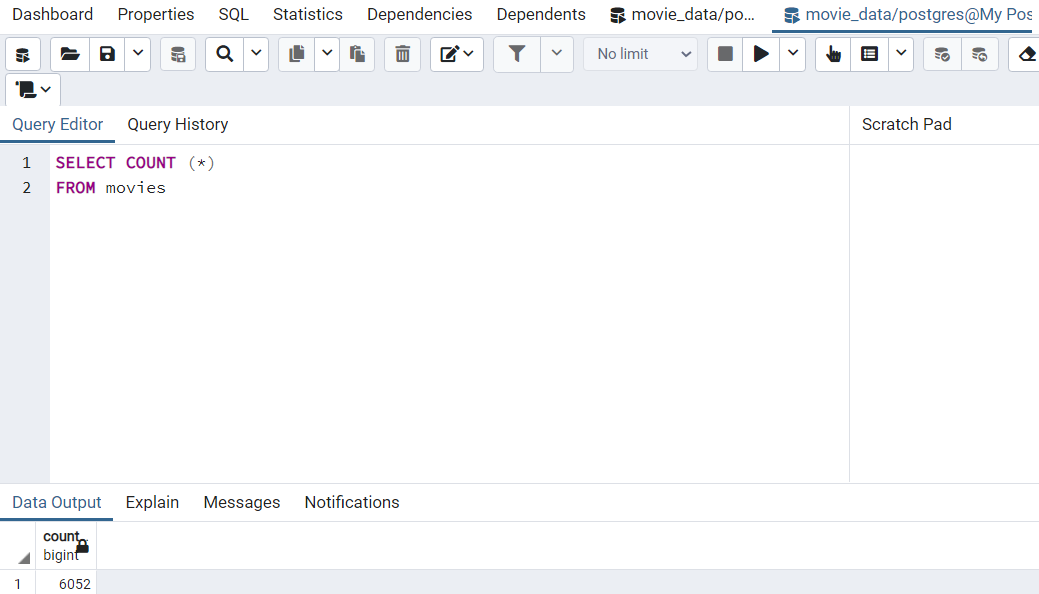 Dashboard Properties SQL Statistics Dependencies Dependents movie_data/po... movie_data/postgres@My Pos
No limit
Query Editor Query History Scratch Pad
1 SELECT COUNT (*)
2 FROM movies
Data Output Explain Messages Notifications
count
bigint
1 6052